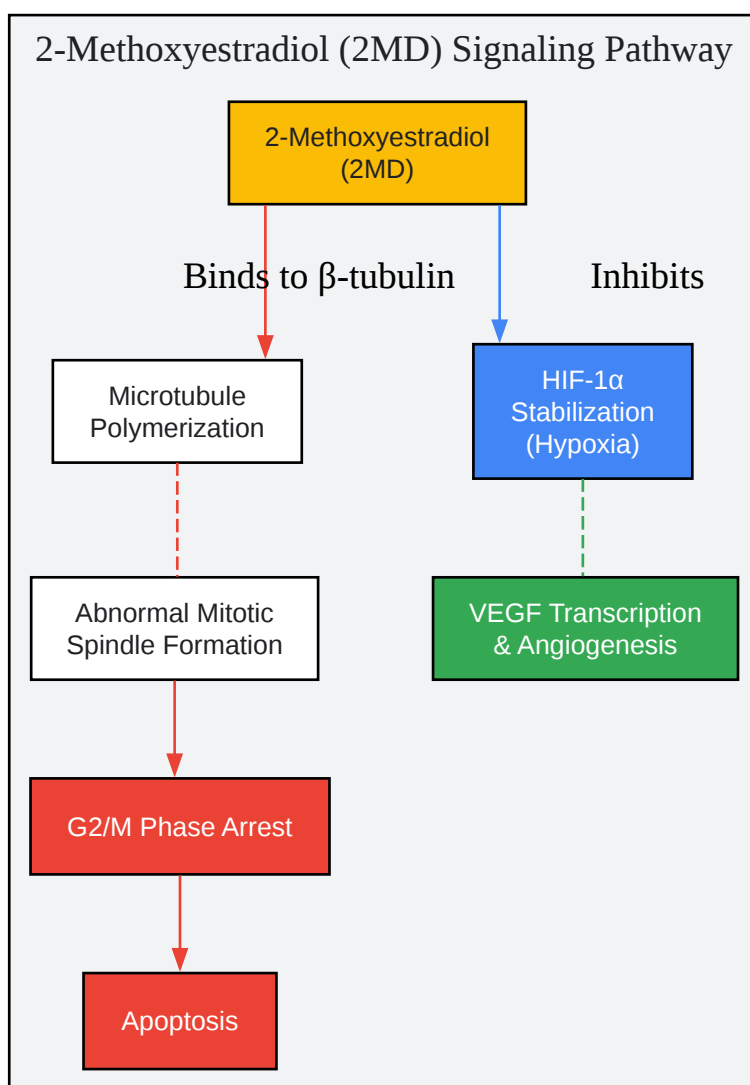 2-Methoxyestradiol (2MD) Signaling Pathway
2-Methoxyestradiol
(2MD)
Binds to β-tubulin
Inhibits
Microtubule
Polymerization
HIF-1α
Stabilization
(Hypoxia)
Abnormal Mitotic
Spindle Formation
VEGF Transcription
& Angiogenesis
G2/M Phase Arrest
Apoptosis